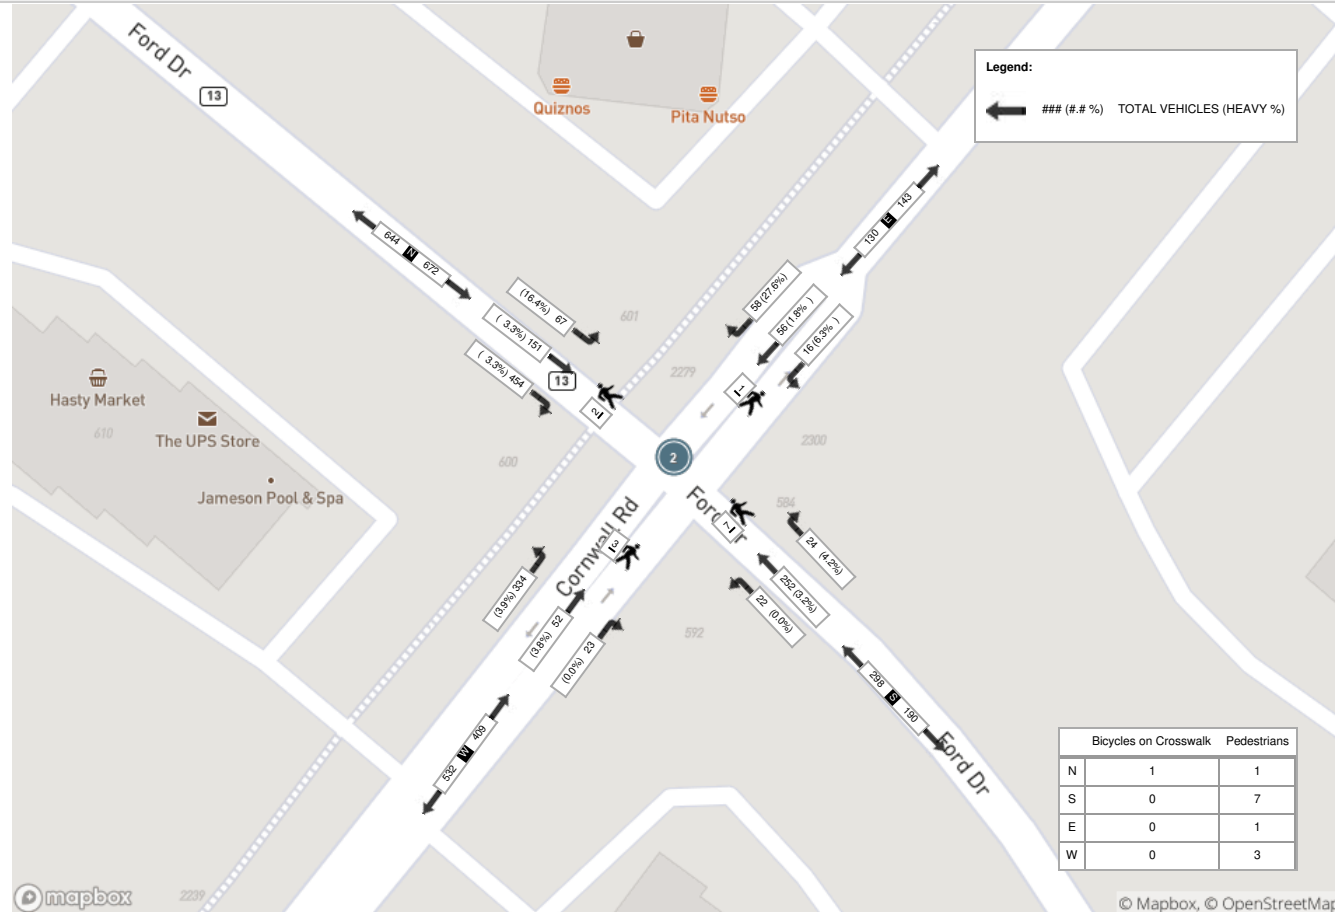 Ford Dr
13
Quiznos
Pita Nutso
Legend:
### (#.# %) TOTAL VEHICLES (HEAVY %)
143
E
130
644
N
672
(16.4%) 67
( 3.3%) 151
( 3.3%) 454
13
601
58 (27.6%)
56 (1.8% )
16 (6.3% )
2279
1
2
Hasty Market
610
The UPS Store
Jameson Pool & Spa
600
2300
2
Ford Dr
584
7
24 (4.2%)
252 (3.2%)
22 (0.0%)
Cornwall Rd
3
(3.9%) 334
(3.8%) 52
(0.0%) 23
592
298
S
190
532
W
409
Ford Dr
Bicycles on Crosswalk Pedestrians
N 1 1
S 0 7
E 0 1
W 0 3
mapbox
2239
© Mapbox, © OpenStreetMap